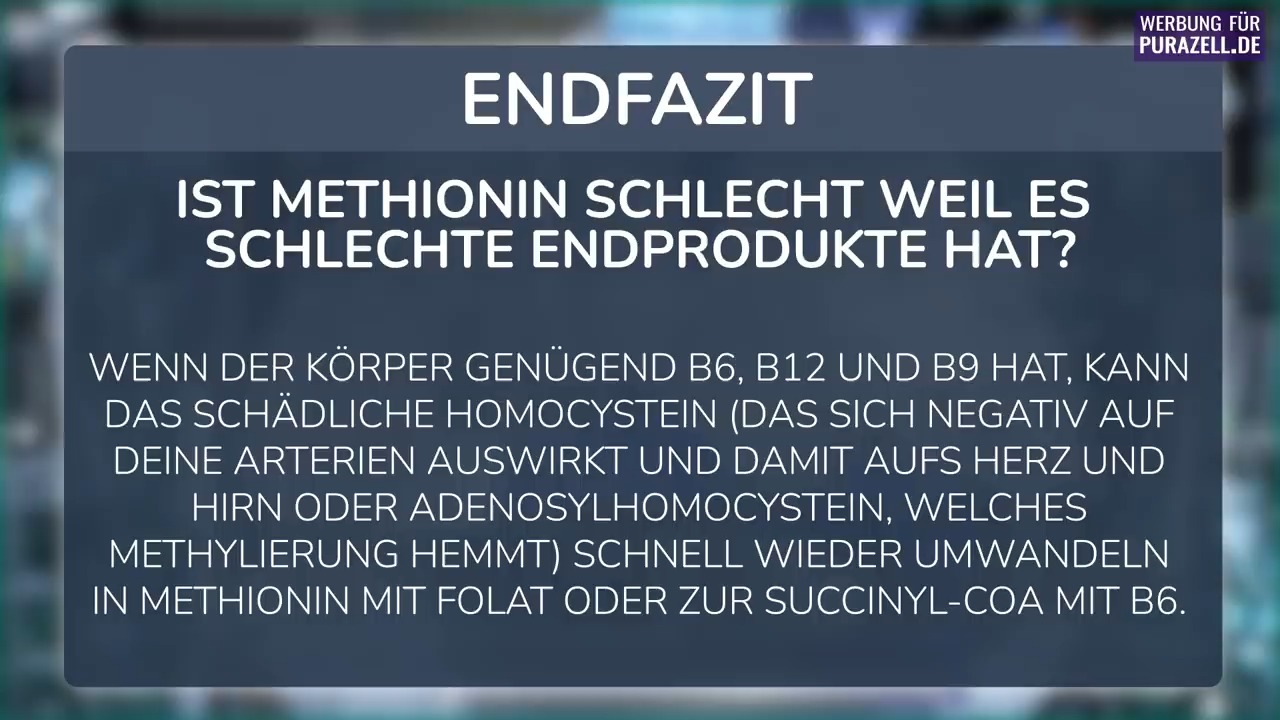 WERBUNG FÜR
PURAZELL.DE
ENDFAZIT
IST METHIONIN SCHLECHT WEIL ES
SCHLECHTE ENDPRODUKTE HAT?
WENN DER KÖRPER GENÜGEND B6, B12 UND B9 HAT, KANN
DAS SCHÄDLICHE HOMOCYSTEIN (DAS SICH NEGATIV AUF
DEINE ARTERIEN AUSWIRKT UND DAMIT AUFS HERZ UND
HIRN ODER ADENOSYLHOMOCYSTEIN, WELCHES
METHYLIERUNG HEMMT) SCHNELL WIEDER UMWANDELN
IN METHIONIN MIT FOLAT ODER ZUR SUCCINYL-COA MIT B6.